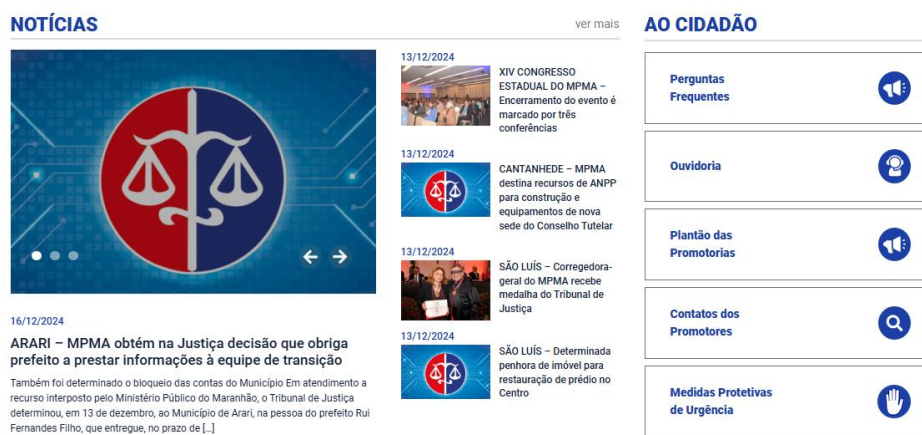 NOTÍCIAS
ver mais
16/12/2024
ARARI – MPMA obtém na Justiça decisão que obriga
prefeito a prestar informações à equipe de transição
Também foi determinado o bloqueio das contas do Município Em atendimento a
recurso interposto pelo Ministério Público do Maranhão, o Tribunal de Justiça
determinou, em 13 de dezembro, ao Município de Arari, na pessoa do prefeito Rui
Fernandes Filho, que entregue, no prazo de [...]
13/12/2024
XIV CONGRESSO
ESTADUAL DO MPMA –
Encerramento do evento é
marcado por três
conferências
13/12/2024
CANTANHEDE – MPMA
destina recursos de ANPP
para construção e
equipamentos de nova
sede do Conselho Tutelar
13/12/2024
SÃO LUÍS – Corregedora-
geral do MPMA recebe
medalha do Tribunal de
Justiça
13/12/2024
SÃO LUÍS – Determinada
penhora de imóvel para
restauração de prédio no
Centro
AO CIDADÃO
Perguntas
Frequentes
Ouvidoria
Plantão das
Promotorias
Contatos dos
Promotores
Medidas Protetivas
de Urgência